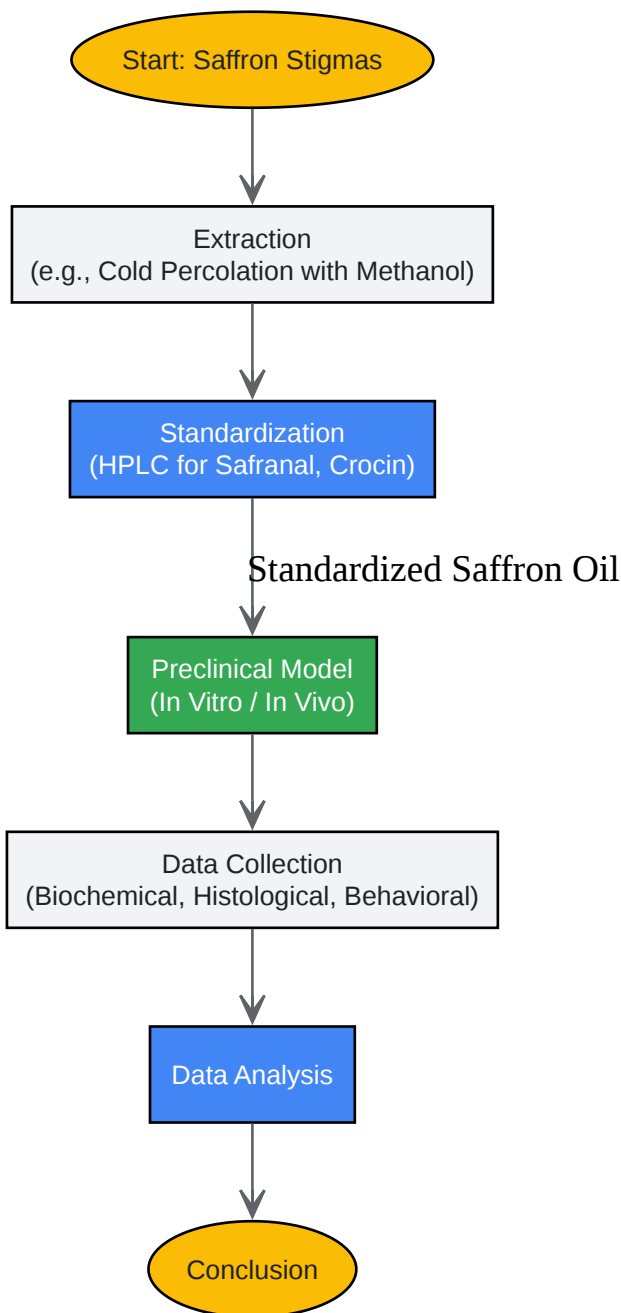 Start: Saffron Stigmas
Extraction
(e.g., Cold Percolation with Methanol)
Standardization
(HPLC for Safranal, Crocin)
Standardized Saffron Oil
Preclinical Model
(In Vitro / In Vivo)
Data Collection
(Biochemical, Histological, Behavioral)
Data Analysis
Conclusion